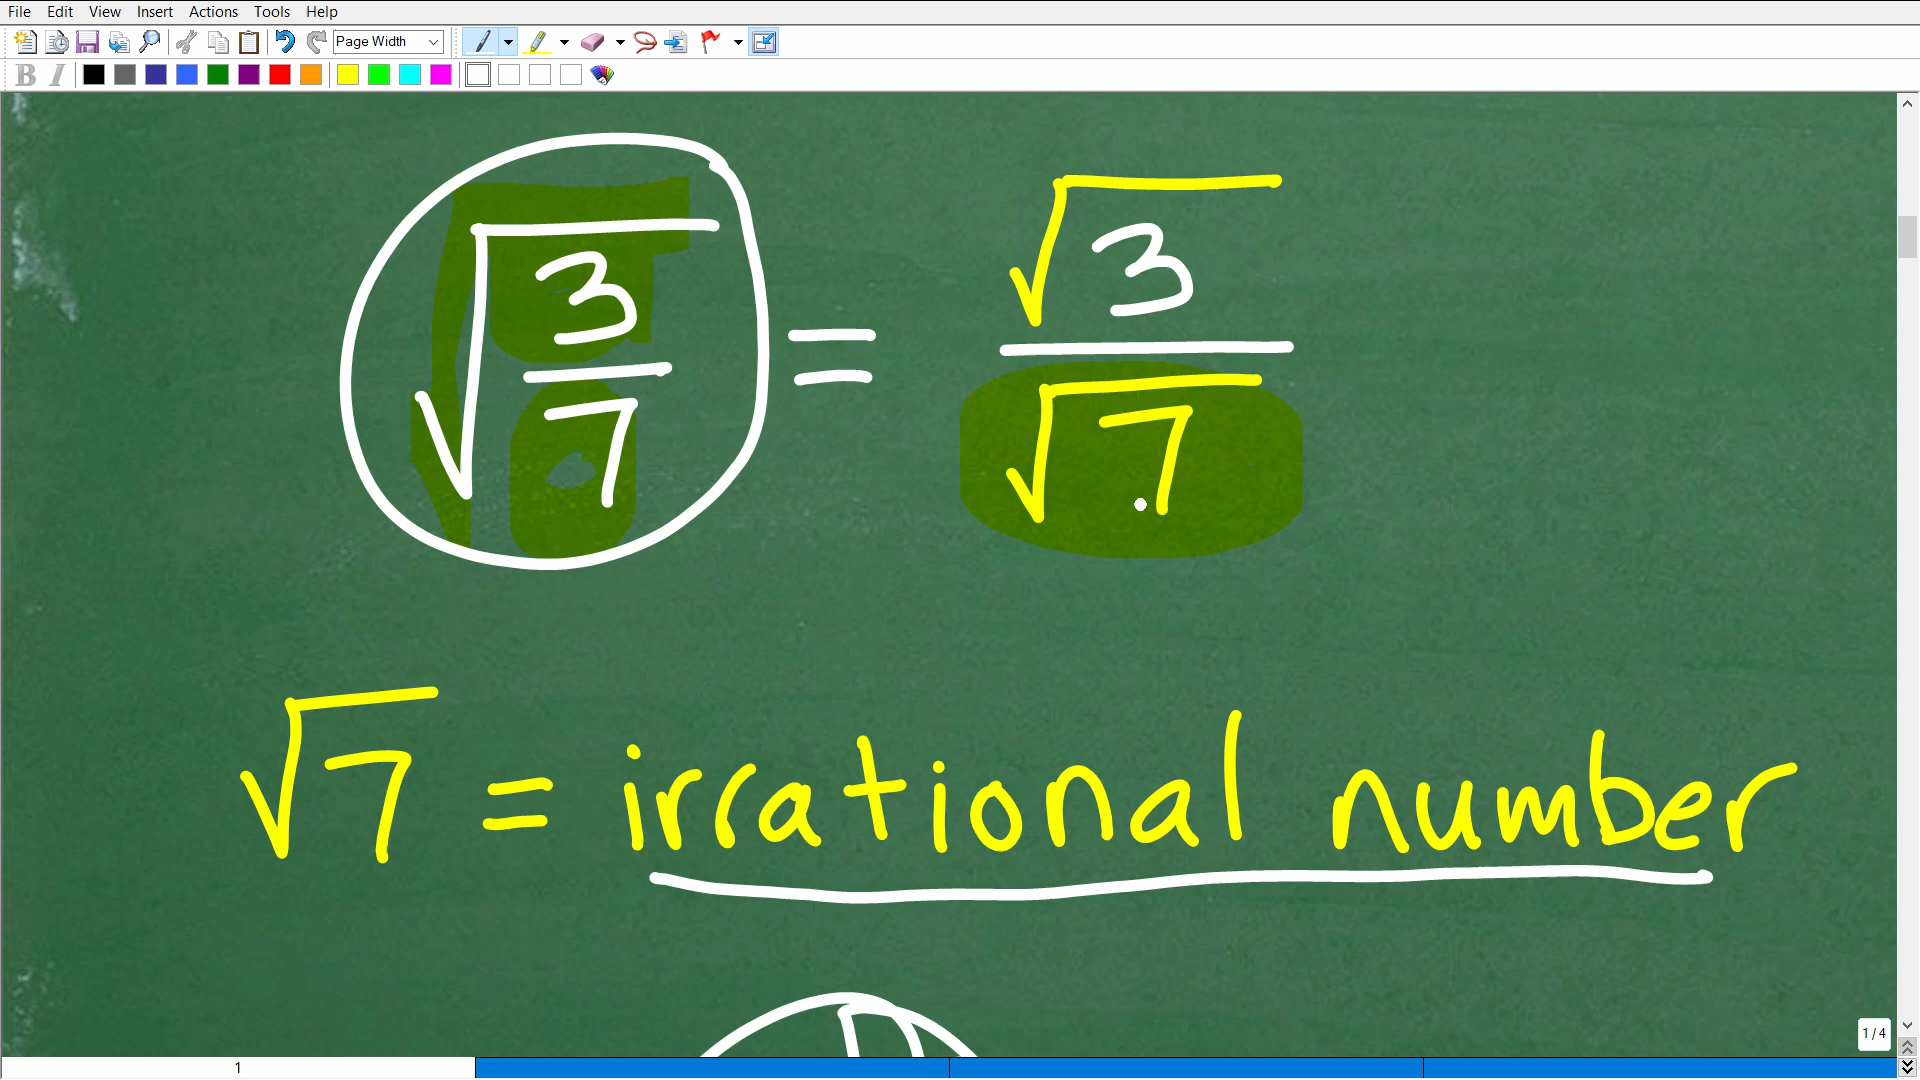 File Edit View Insert Actions Tools Help
Page Width
B I
√(3/7) = √3/√7
√7 = irrational number
1 / 4
1